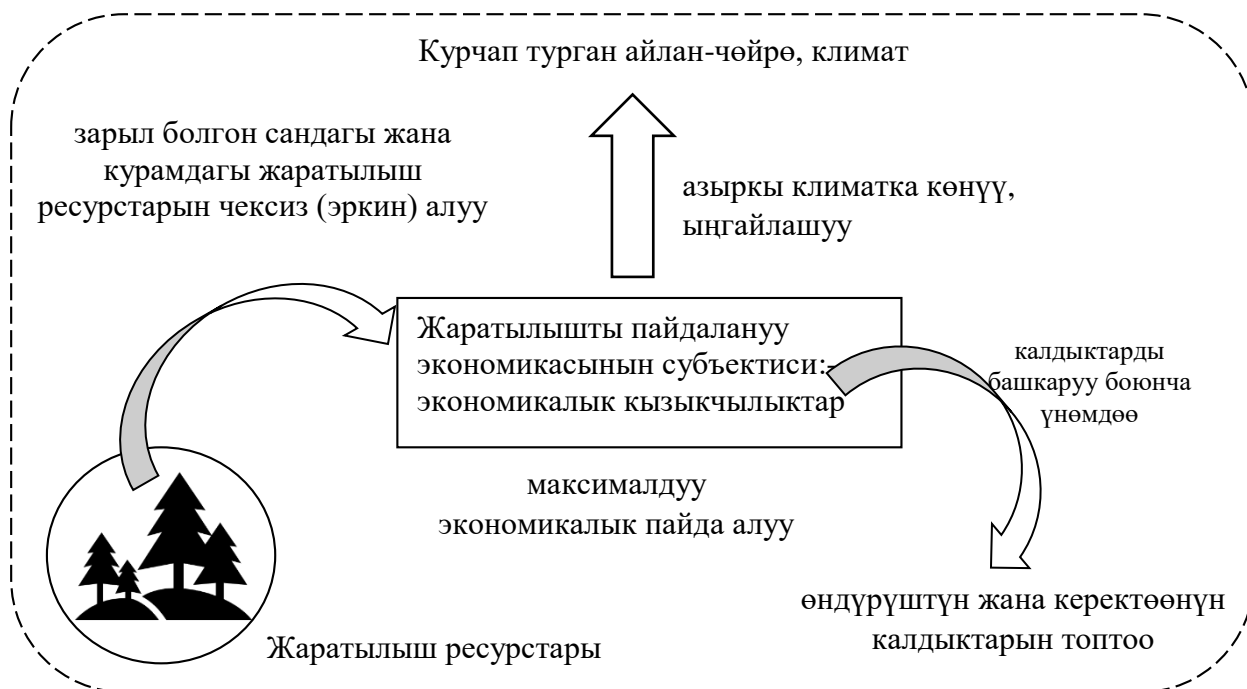 Курчап турган айлан-чөйрө, климат
зарыл болгон сандагы жана
курамдагы жаратылыш
ресурстарын чексиз (эркин) алуу
азыркы климатка көнүү,
ыңгайлашуу
Жаратылышты пайдалануу
экономикасынын субъектиси:-
экономикалык кызыкчылыктар
калдыктарды
башкаруу боюнча
үнөмдөө
максималдуу
экономикалык пайда алуу
өндүрүштүн жана керектөөнүн
калдыктарын топтоо
Жаратылыш ресурстары